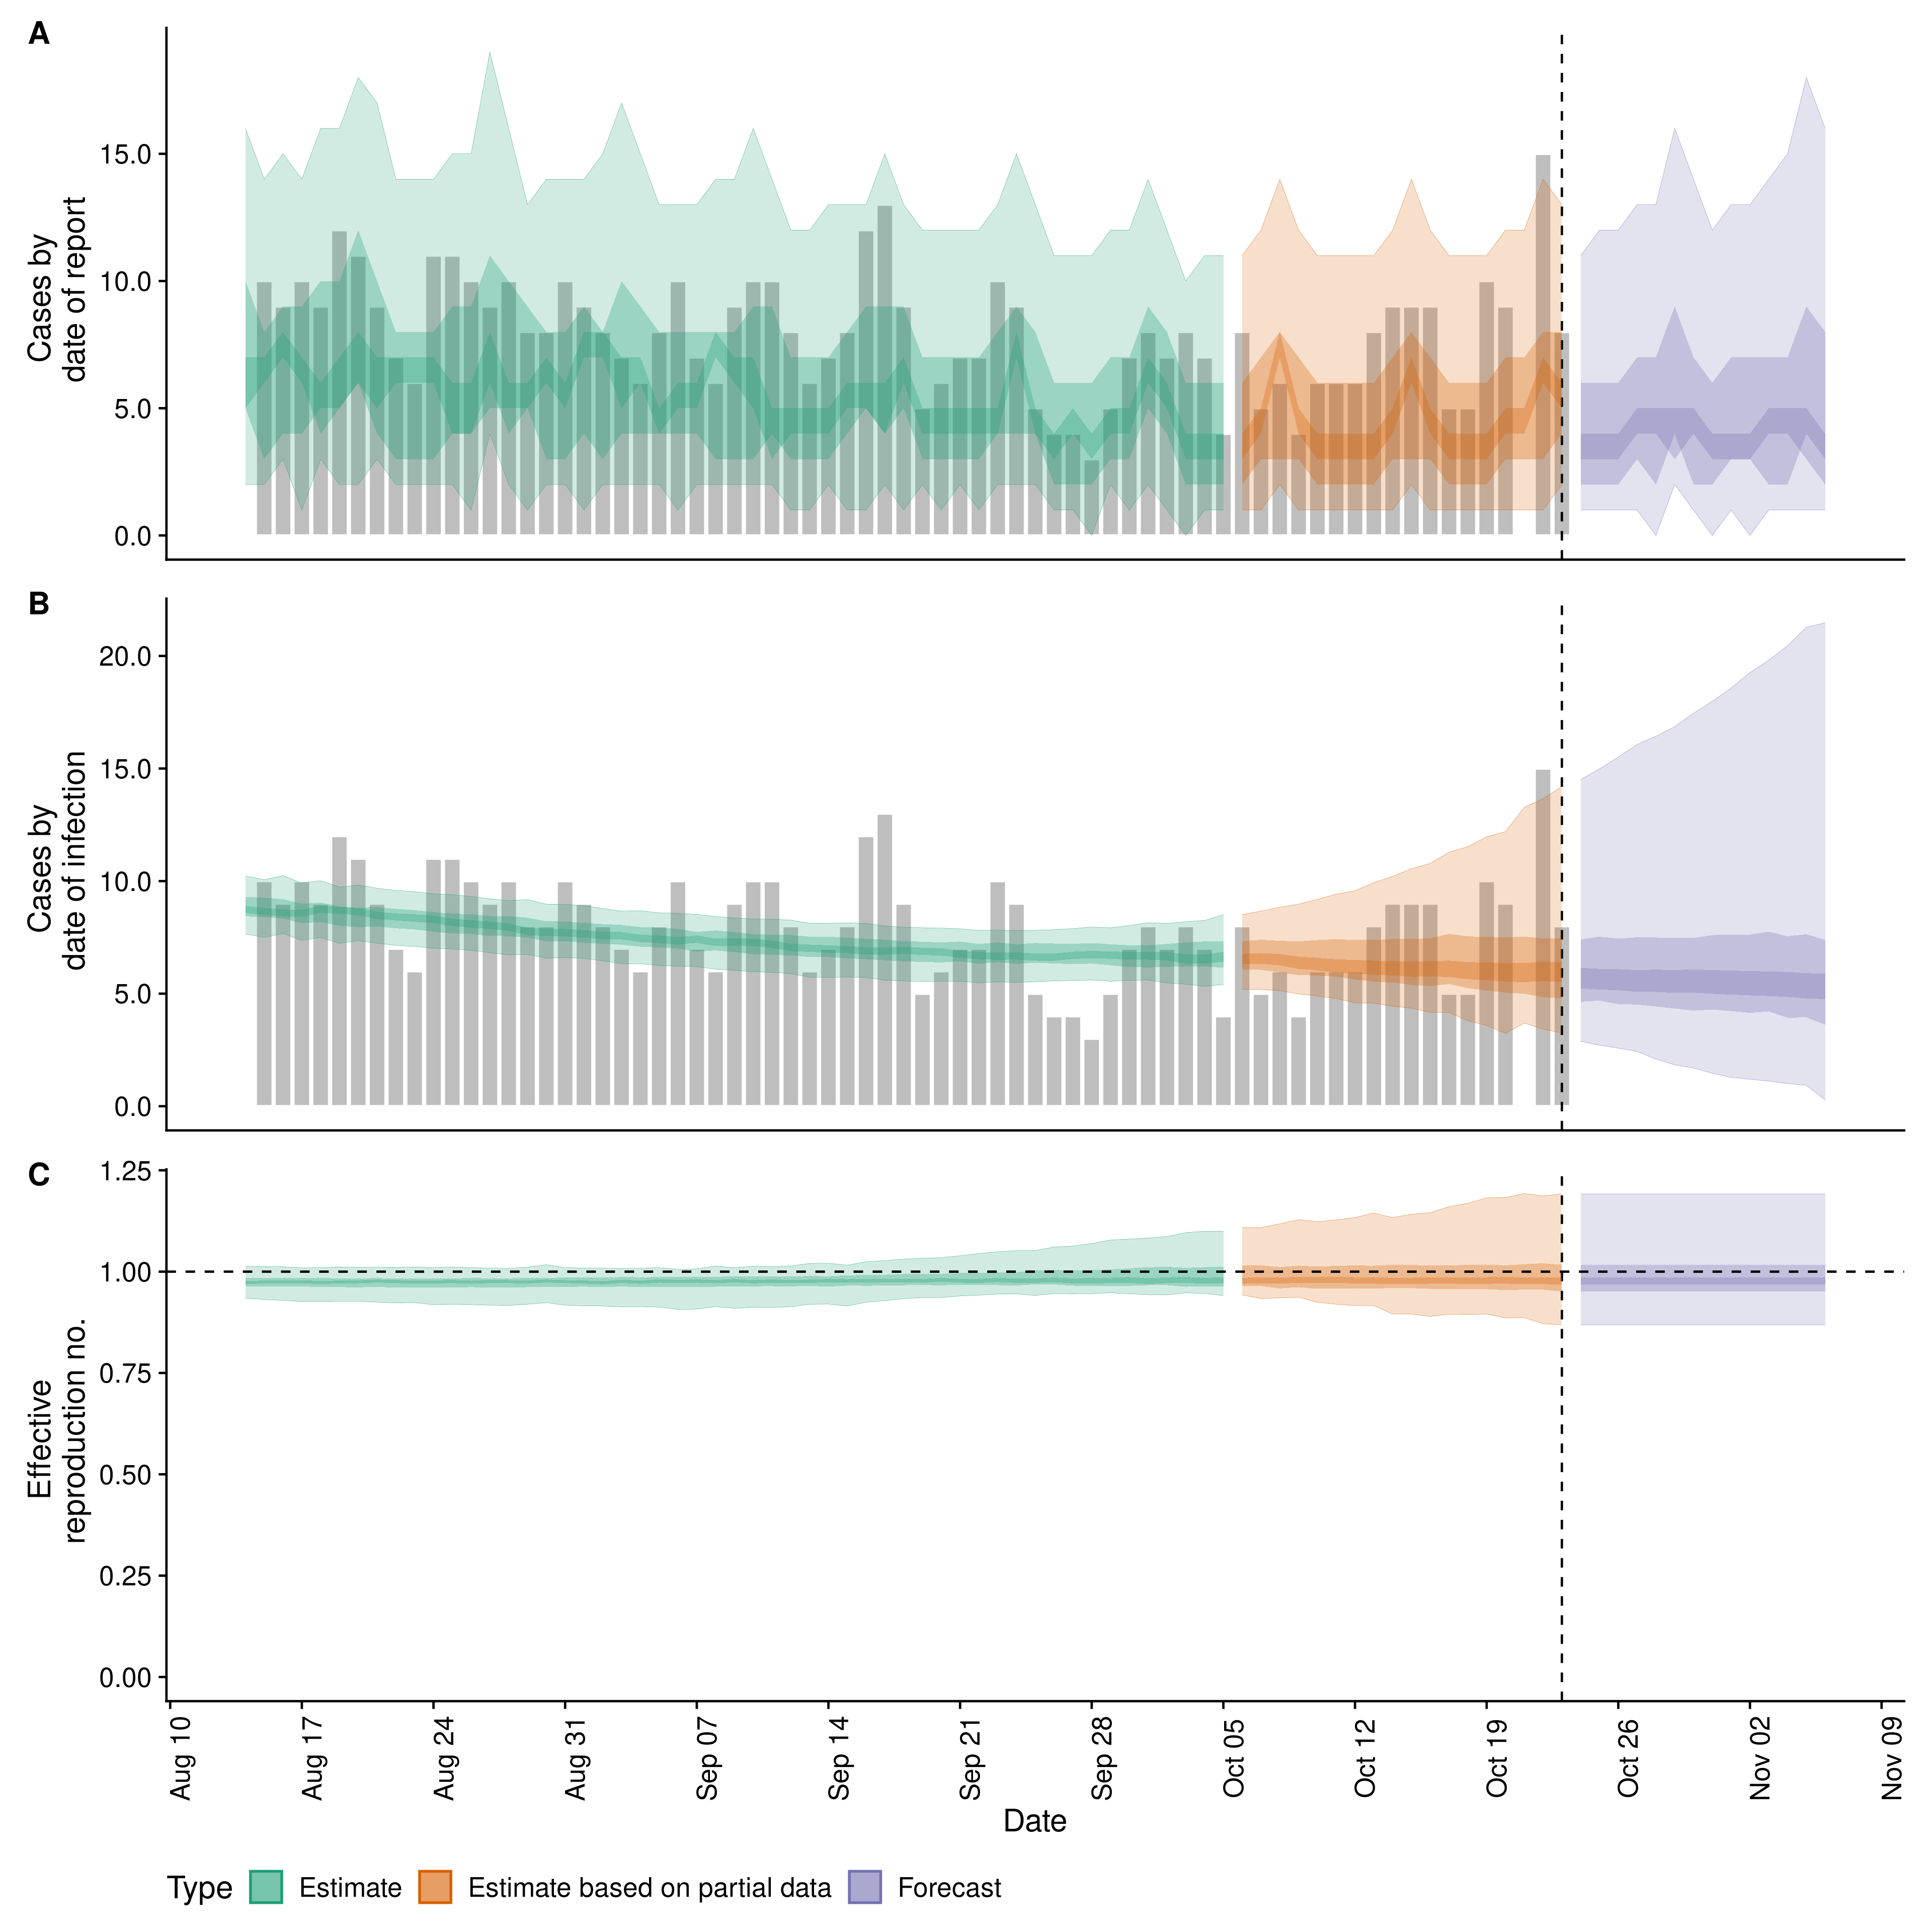 A
Cases by
date of report
15.0
10.0
5.0
0.0
B
Cases by
date of infection
20.0
15.0
10.0
5.0
0.0
C
Effective
reproduction no.
1.25
1.00
0.75
0.50
0.25
0.00
Aug 10
Aug 17
Aug 24
Aug 31
Sep 07
Sep 14
Sep 21
Sep 28
Oct 05
Oct 12
Oct 19
Oct 26
Nov 02
Nov 09
Date
Type Estimate Estimate based on partial data Forecast